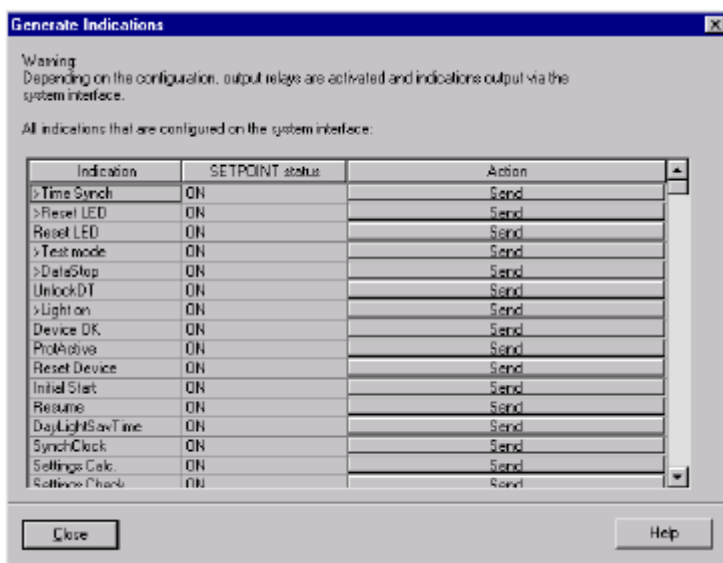 Generate Indications
Warning:
Depending on the configuration, output relays are activated and indications output via the
system interface.
All indications that are configured on the system interface:
Indication SETPOINT status Action
>Time Synch ON Send
>Reset LED ON Send
Reset LED ON Send
>Test mode ON Send
>DataStop ON Send
UnlockDT ON Send
>Light on ON Send
Device OK ON Send
ProtActive ON Send
Reset Device ON Send
Initial Start ON Send
Resume ON Send
DayLightSavTime ON Send
SynchClock ON Send
Settings Calc. ON Send
Settings Check ON Send
Close Help